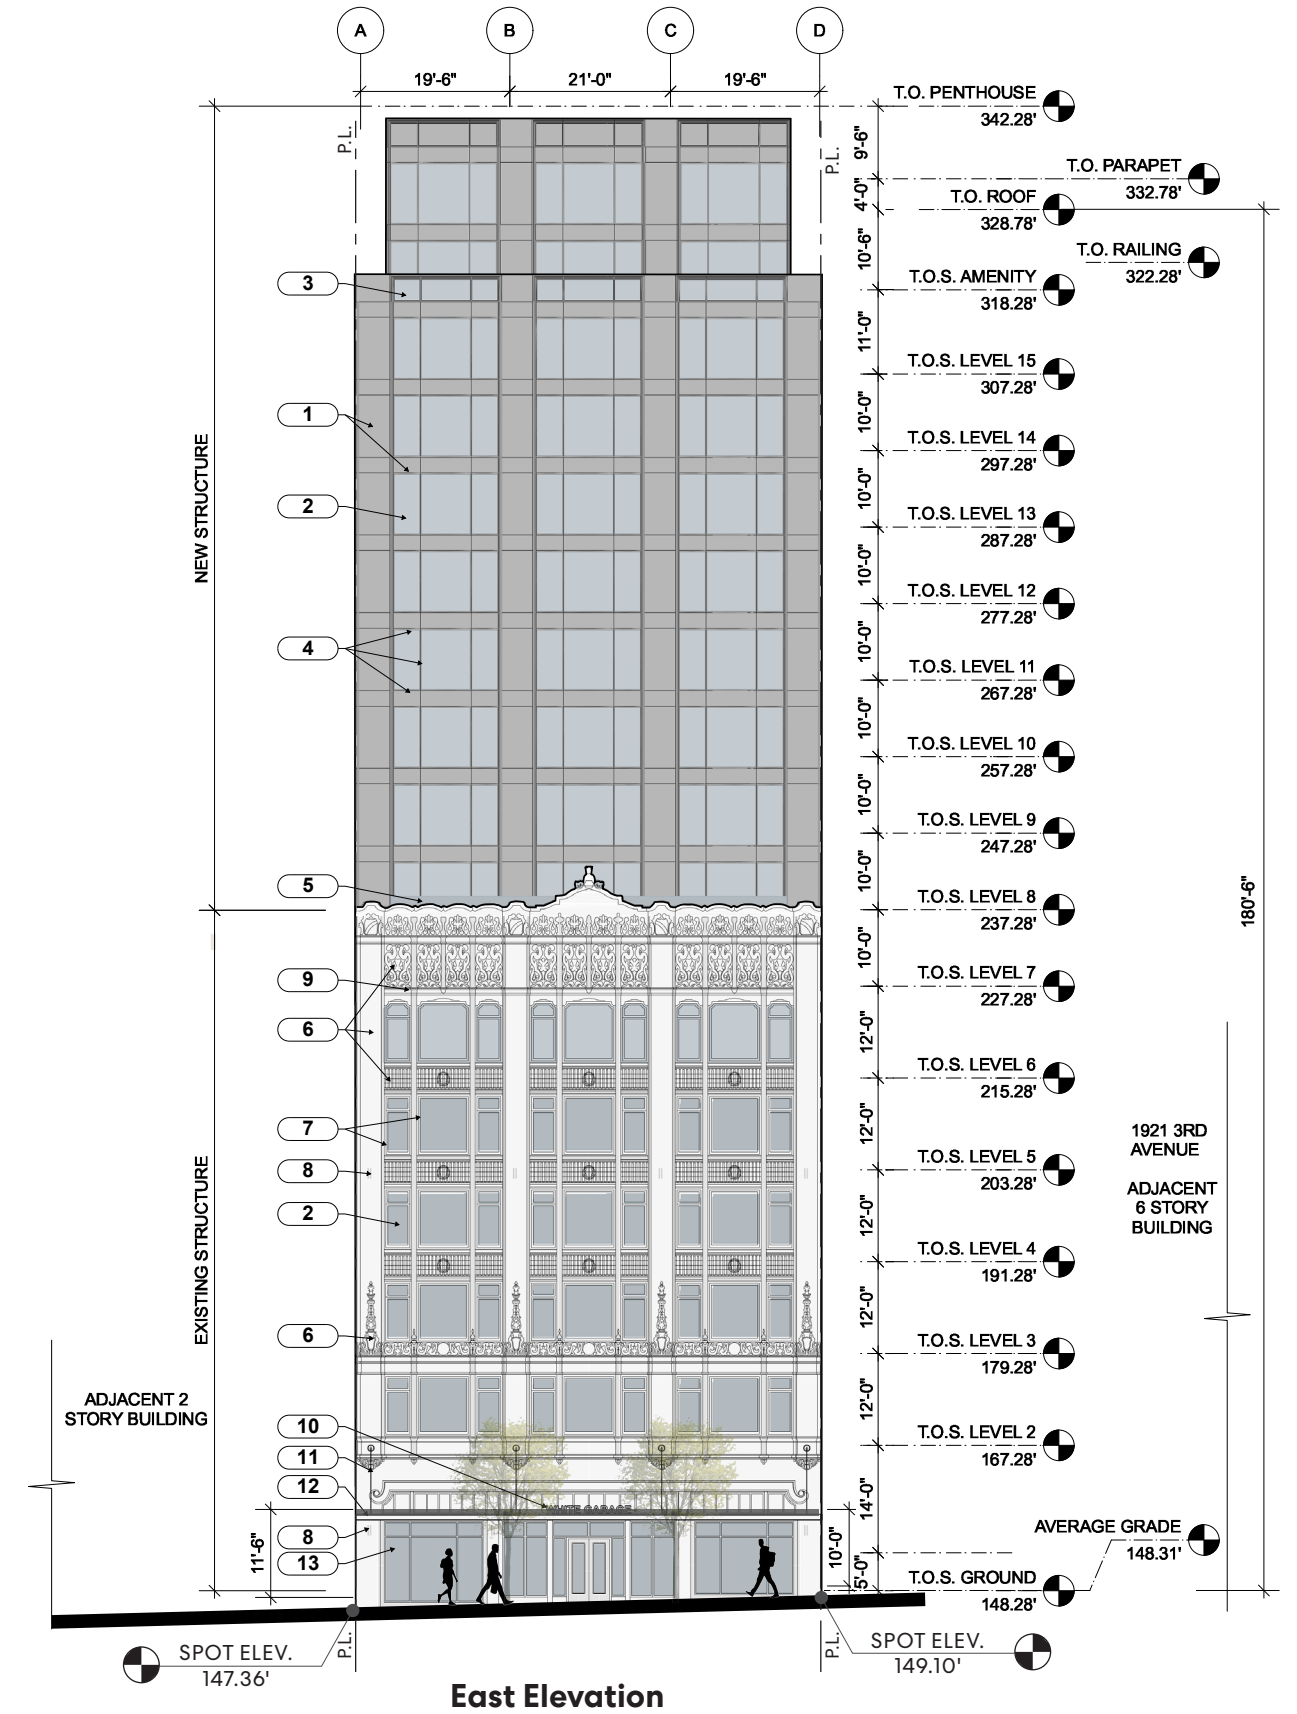 A
B
C
D
19'-6"
21'-0"
19'-6"
P.L.
P.L.
T.O. PENTHOUSE
342.28'
9'-6"
T.O. PARAPET
332.78'
4'-0"
T.O. ROOF
328.78'
10'-6"
T.O. RAILING
322.28'
T.O.S. AMENITY
318.28'
3
11'-0"
T.O.S. LEVEL 15
307.28'
1
10'-0"
T.O.S. LEVEL 14
297.28'
NEW STRUCTURE
2
10'-0"
T.O.S. LEVEL 13
287.28'
10'-0"
T.O.S. LEVEL 12
277.28'
4
10'-0"
T.O.S. LEVEL 11
267.28'
10'-0"
T.O.S. LEVEL 10
257.28'
10'-0"
T.O.S. LEVEL 9
247.28'
5
10'-0"
T.O.S. LEVEL 8
237.28'
180'-6"
9
10'-0"
T.O.S. LEVEL 7
227.28'
6
12'-0"
T.O.S. LEVEL 6
215.28'
7
12'-0"
1921 3RD
AVENUE
ADJACENT
6 STORY
BUILDING
8
T.O.S. LEVEL 5
203.28'
2
12'-0"
T.O.S. LEVEL 4
191.28'
EXISTING STRUCTURE
6
12'-0"
T.O.S. LEVEL 3
179.28'
ADJACENT 2
STORY BUILDING
12'-0"
10
T.O.S. LEVEL 2
167.28'
11
12
14'-0"
WHITE GARAGE
8
13
11'-6"
10'-0"
5'-0"
AVERAGE GRADE
148.31'
T.O.S. GROUND
148.28'
P.L.
P.L.
SPOT ELEV.
147.36'
SPOT ELEV.
149.10'
East Elevation